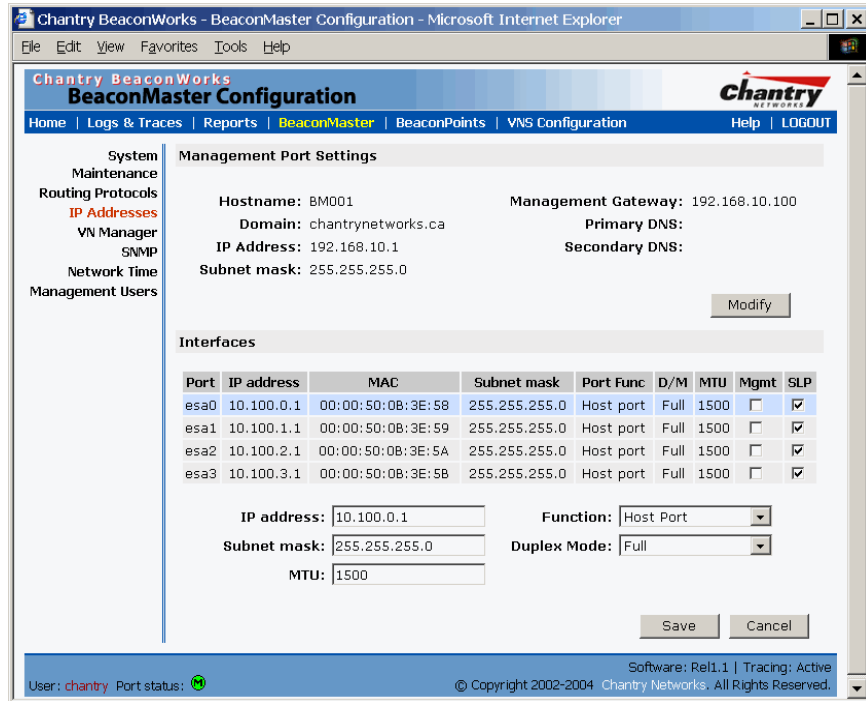 Chantry BeaconWorks - BeaconMaster Configuration - Microsoft Internet Explorer
File Edit View Favorites Tools Help
Chantry BeaconWorks
BeaconMaster Configuration
Chantry
NETWORKS
Home | Logs & Traces | Reports | BeaconMaster | BeaconPoints | VNS Configuration Help | LOGOUT
System Maintenance
Routing Protocols
IP Addresses
VN Manager
SNMP
Network Time
Management Users
Management Port Settings
Hostname: BM001 Management Gateway: 192.168.10.100
Domain: chantrynetworks.ca Primary DNS:
IP Address: 192.168.10.1 Secondary DNS:
Subnet mask: 255.255.255.0
Modify
Interfaces
Port IP address MAC Subnet mask Port Func D/M MTU Mgmt SLP
esa0 10.100.0.1 00:00:50:0B:3E:58 255.255.255.0 Host port Full 1500
esa1 10.100.1.1 00:00:50:0B:3E:59 255.255.255.0 Host port Full 1500
esa2 10.100.2.1 00:00:50:0B:3E:5A 255.255.255.0 Host port Full 1500
esa3 10.100.3.1 00:00:50:0B:3E:5B 255.255.255.0 Host port Full 1500
IP address: 10.100.0.1 Function: Host Port
Subnet mask: 255.255.255.0 Duplex Mode: Full
MTU: 1500
Save Cancel
Software: Rel1.1 | Tracing: Active
User: chantry Port status: M © Copyright 2002-2004 Chantry Networks. All Rights Reserved.